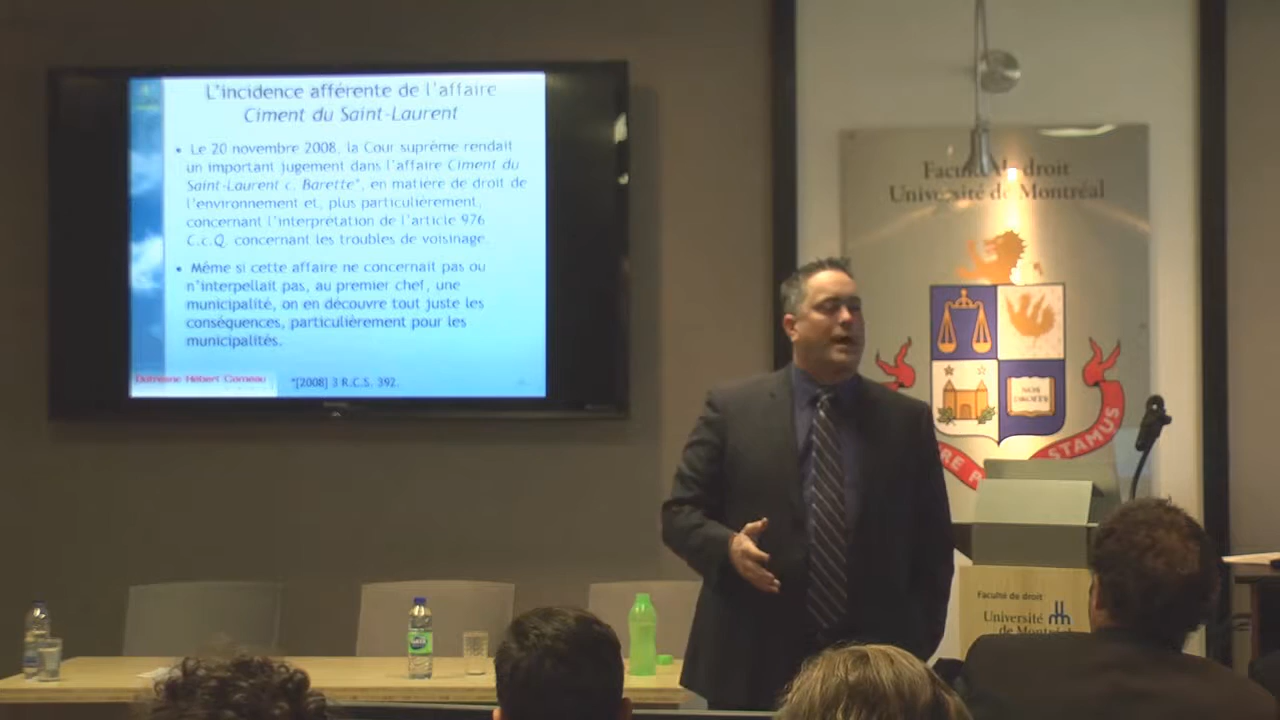 L'incidence afférente de l'affaire
Ciment du Saint-Laurent
• Le 20 novembre 2008, la Cour suprême rendait
un important jugement dans l'affaire Ciment du
Saint-Laurent c. Barette*, en matière de droit de
l'environnement et, plus particulièrement,
concernant l'interprétation de l'article 976
C.c.Q. concernant les troubles de voisinage.
• Même si cette affaire ne concernait pas ou
n'interpellait pas, au premier chef, une
municipalité, on en découvre tout juste les
conséquences, particulièrement pour les
municipalités.
Dufresne Hébert Comeau
*[2008] 3 R.C.S. 392.
Faculté de droit
Université de Montréal
NOS
DROITS
STAMUS
Faculté de droit
Université
de Montréal